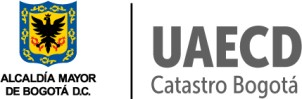 ALCALDÍA MAYOR
DE BOGOTÁ D.C.
UAECD
Catastro Bogotá